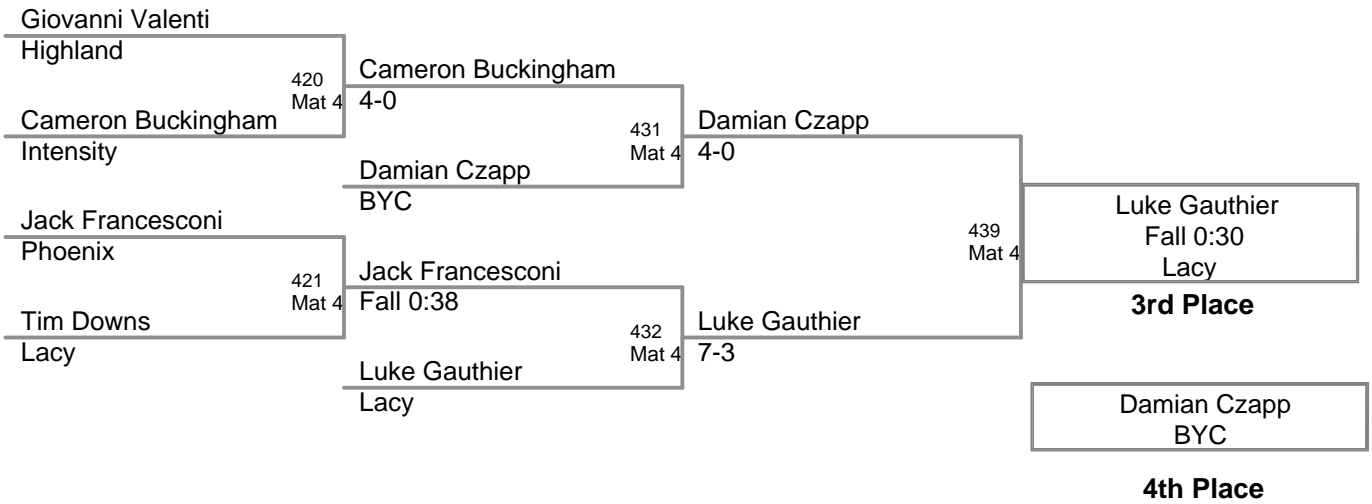 Giovanni Valenti
Highland
420
Mat 4
Cameron Buckingham
4-0
Cameron Buckingham
Intensity
431
Mat 4
Damian Czapp
4-0
Damian Czapp
BYC
Jack Francesconi
Phoenix
421
Mat 4
Jack Francesconi
Fall 0:38
Tim Downs
Lacy
432
Mat 4
Luke Gauthier
7-3
Luke Gauthier
Lacy
439
Mat 4
Luke Gauthier
Fall 0:30
Lacy
3rd Place
Damian Czapp
BYC
4th Place